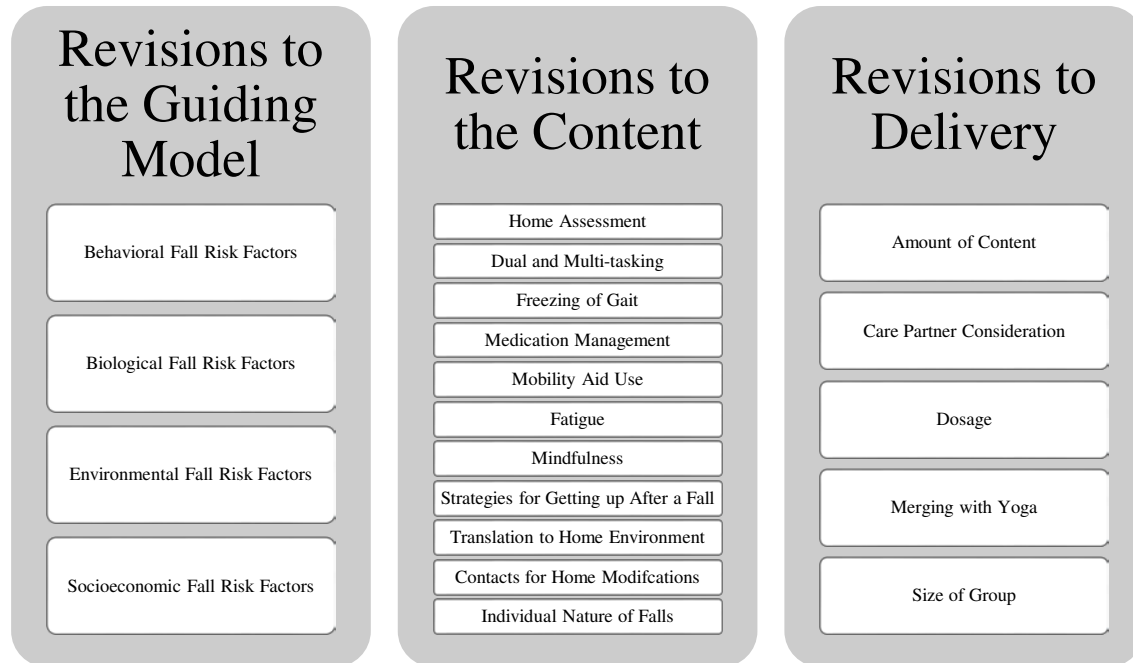 Revisions to
the Guiding
Model
Behavioral Fall Risk Factors
Biological Fall Risk Factors
Environmental Fall Risk Factors
Socioeconomic Fall Risk Factors
Revisions to
the Content
Home Assessment
Dual and Multi-tasking
Freezing of Gait
Medication Management
Mobility Aid Use
Fatigue
Mindfulness
Strategies for Getting up After a Fall
Translation to Home Environment
Contacts for Home Modifcations
Individual Nature of Falls
Revisions to
Delivery
Amount of Content
Care Partner Consideration
Dosage
Merging with Yoga
Size of Group